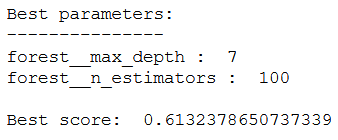 Best parameters:
---------------
forest__max_depth :  7
forest__n_estimators :  100
Best score:  0.6132378650737339